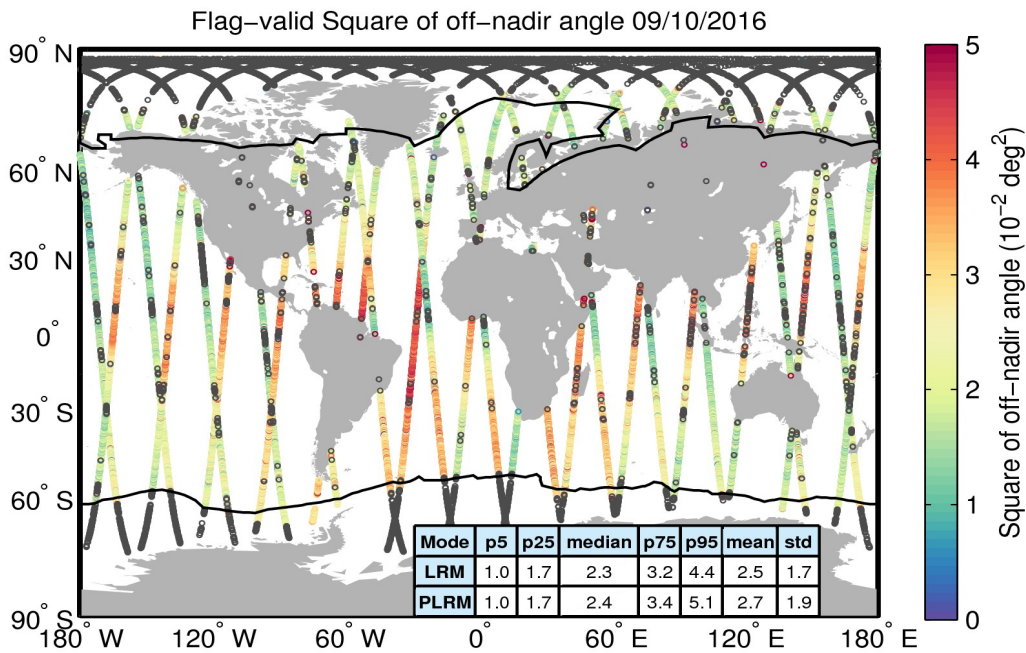 Flag−valid Square of off−nadir angle 09/10/2016
90° N
60° N
30° N
0°
30° S
60° S
90° S
180° W
120° W
60° W
0°
60° E
120° E
180° E
Mode p5 p25 median p75 p95 mean std
LRM 1.0 1.7 2.3 3.2 4.4 2.5 1.7
PLRM 1.0 1.7 2.4 3.4 5.1 2.7 1.9
5
4
3
2
1
0
Square of off−nadir angle (10⁻² deg²)